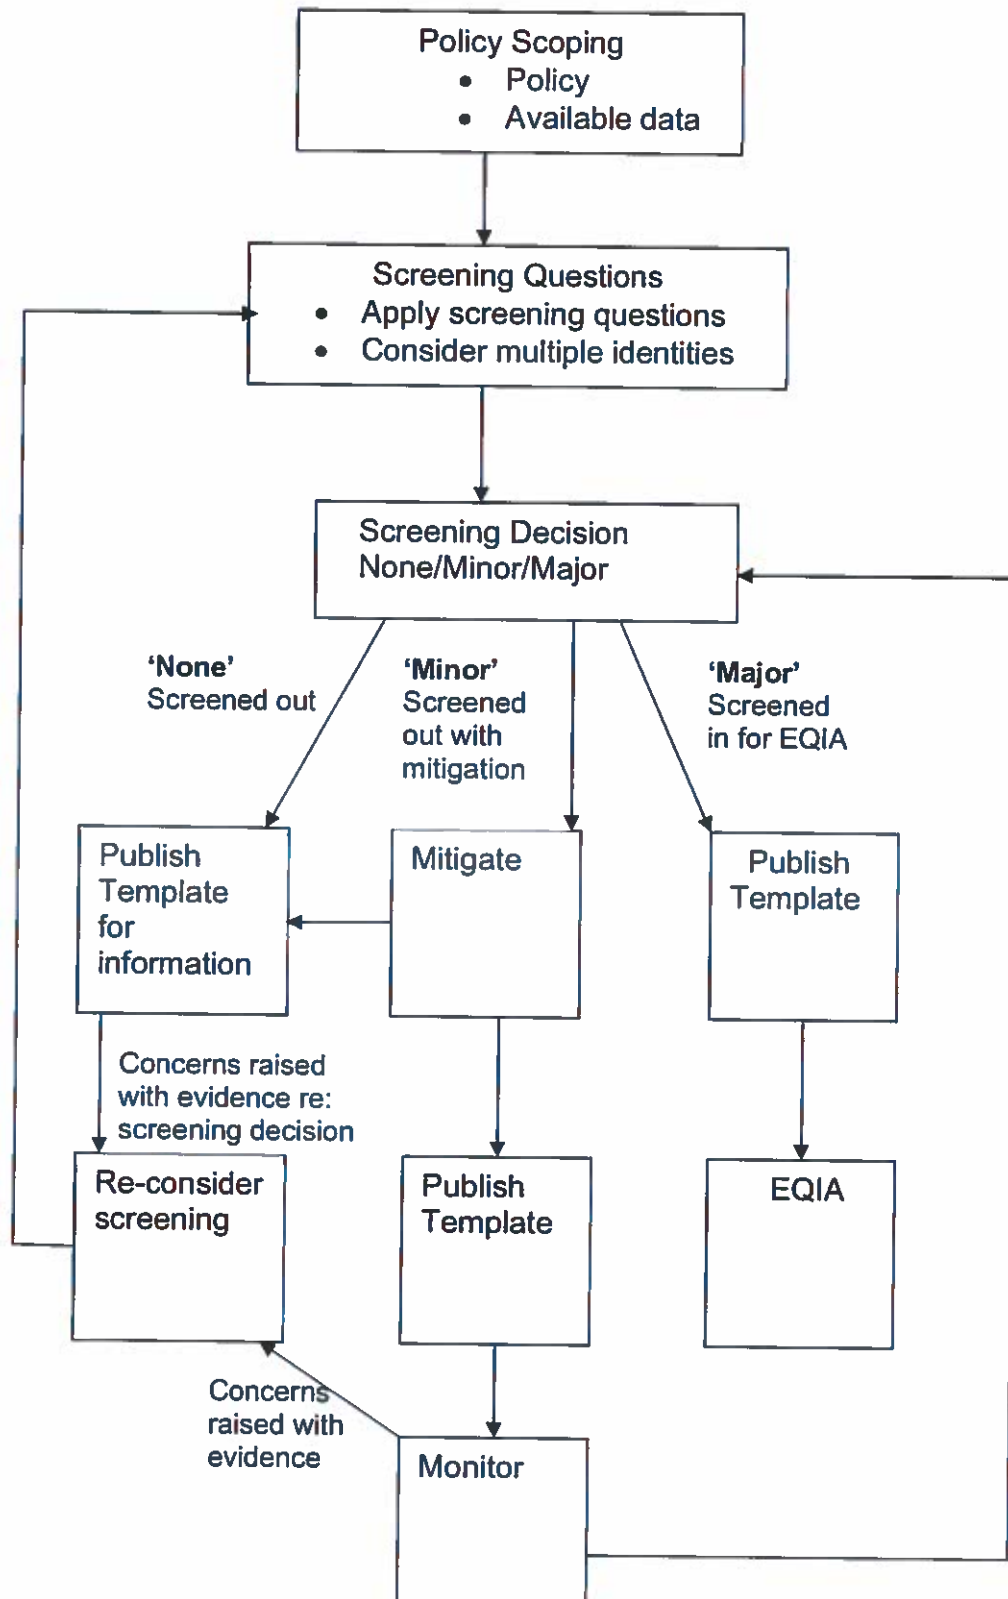 Policy Scoping
• Policy
• Available data
Screening Questions
• Apply screening questions
• Consider multiple identities
Screening Decision
None/Minor/Major
‘None’
Screened out
‘Minor’
Screened
out with
mitigation
‘Major’
Screened
in for EQIA
Publish
Template
for
information
Mitigate
Publish
Template
Concerns raised
with evidence re:
screening decision
Re-consider
screening
Publish
Template
EQIA
Concerns
raised with
evidence
Monitor